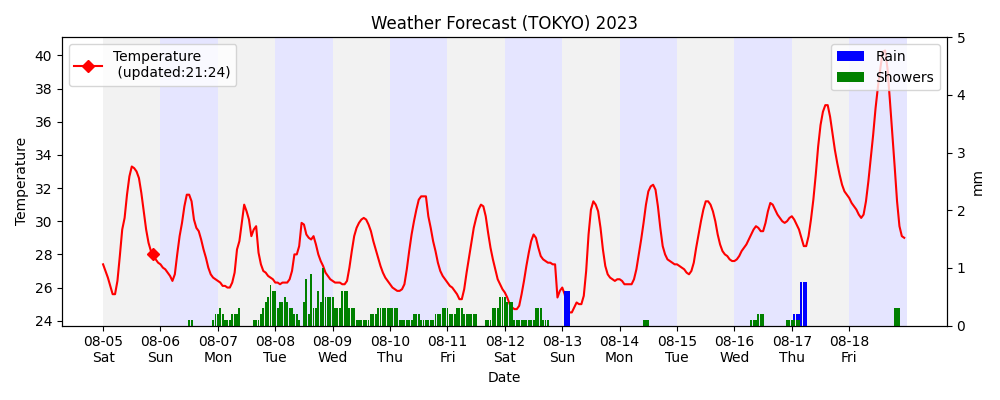 Weather Forecast (TOKYO) 2023
Temperature
(updated:21:24)
Rain
Showers
40
38
36
34
32
30
28
26
24
Temperature
5
4
3
2
1
0
mm
08-05 08-06 08-07 08-08 08-09 08-10 08-11 08-12 08-13 08-14 08-15 08-16 08-17 08-18
Sat Sun Mon Tue Wed Thu Fri Sat Sun Mon Tue Wed Thu Fri
Date